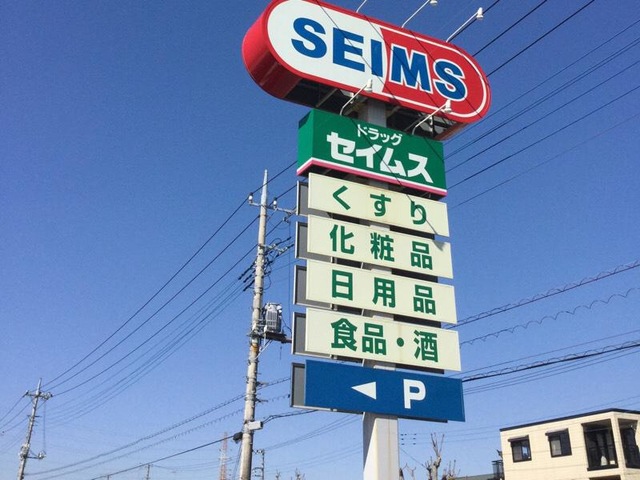 SEIMS
ドラッグ
セイムス
くすり
化粧品
日用品
食品・酒
P